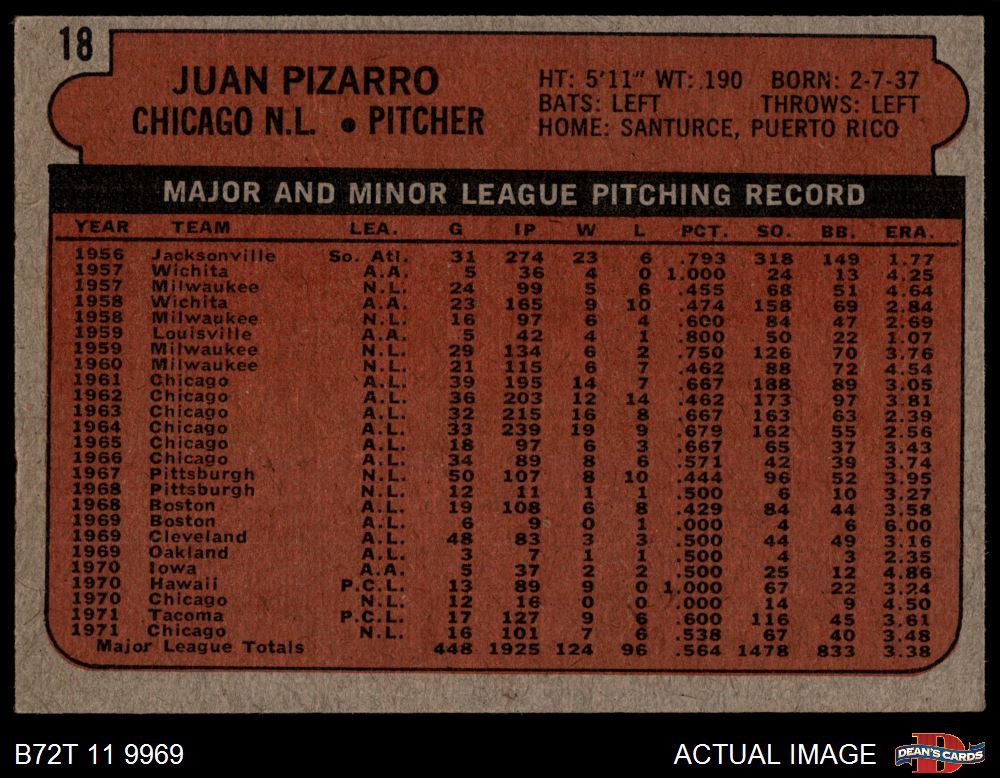 18
JUAN PIZARRO
CHICAGO N.L. • PITCHER
HT: 5'11" WT: 190 BORN: 2-7-37
BATS: LEFT THROWS: LEFT
HOME: SANTURCE, PUERTO RICO
MAJOR AND MINOR LEAGUE PITCHING RECORD
YEAR TEAM LEA. G IP W L PCT. SO. BB. ERA.
1956 Jacksonville So. Atl. 31 274 23 6 .793 318 149 1.77
1957 Wichita A.A. 5 36 4 0 1.000 24 13 4.25
1957 Milwaukee N.L. 24 99 5 6 .455 68 51 4.64
1958 Wichita A.A. 23 165 9 10 .474 158 69 2.84
1958 Milwaukee N.L. 16 97 6 4 .600 84 47 2.69
1959 Louisville A.A. 5 42 4 1 .800 50 22 1.07
1959 Milwaukee N.L. 29 134 6 2 .750 126 70 3.76
1960 Milwaukee N.L. 21 115 6 7 .462 88 72 4.54
1961 Chicago A.L. 39 195 14 7 .667 188 89 3.05
1962 Chicago A.L. 36 203 12 14 .462 173 97 3.81
1963 Chicago A.L. 32 215 16 8 .667 163 63 2.39
1964 Chicago A.L. 33 239 19 9 .679 162 55 2.56
1965 Chicago A.L. 18 97 6 3 .667 65 37 3.43
1966 Chicago A.L. 34 89 8 6 .571 42 39 3.74
1967 Pittsburgh N.L. 50 107 8 10 .444 96 52 3.95
1968 Pittsburgh N.L. 12 11 1 1 .500 6 10 3.27
1968 Boston A.L. 19 108 6 8 .429 84 44 3.58
1969 Boston A.L. 6 9 0 1 .000 4 6 6.00
1969 Cleveland A.L. 48 83 3 3 .500 44 49 3.16
1969 Oakland A.L. 3 7 1 1 .500 4 3 2.35
1970 Iowa A.A. 5 37 2 2 .500 25 12 4.86
1970 Hawaii P.C.L. 13 89 9 0 1.000 67 22 3.24
1970 Chicago N.L. 12 16 0 0 .000 14 9 4.50
1971 Tacoma P.C.L. 17 127 9 6 .600 116 45 3.61
1971 Chicago N.L. 16 101 7 6 .538 67 40 3.48
Major League Totals 448 1925 124 96 .564 1478 833 3.38
B72T 11 9969
ACTUAL IMAGE
DEAN'S CARDS